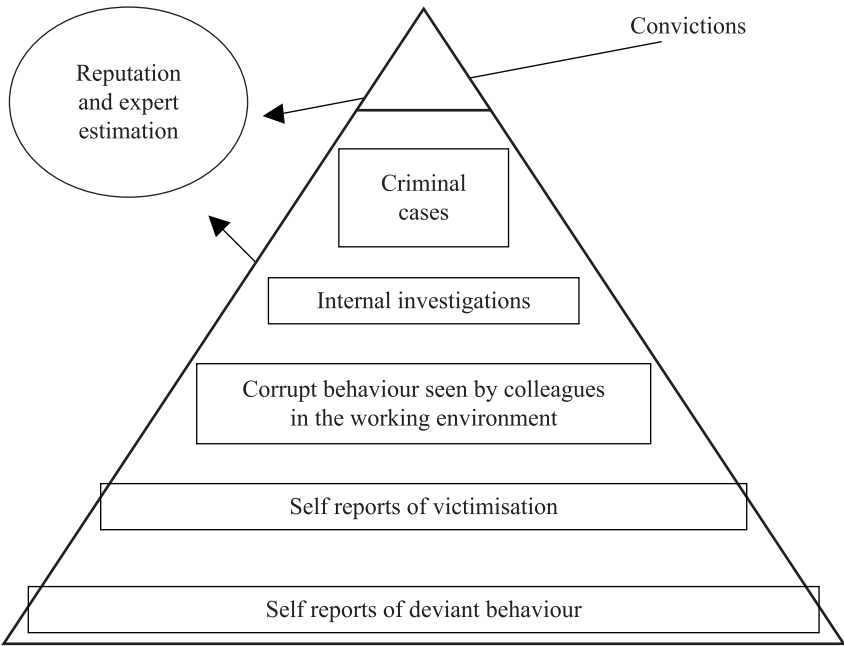 Convictions
Reputation
and expert
estimation
Criminal
cases
Internal investigations
Corrupt behaviour seen by colleagues
in the working environment
Self reports of victimisation
Self reports of deviant behaviour